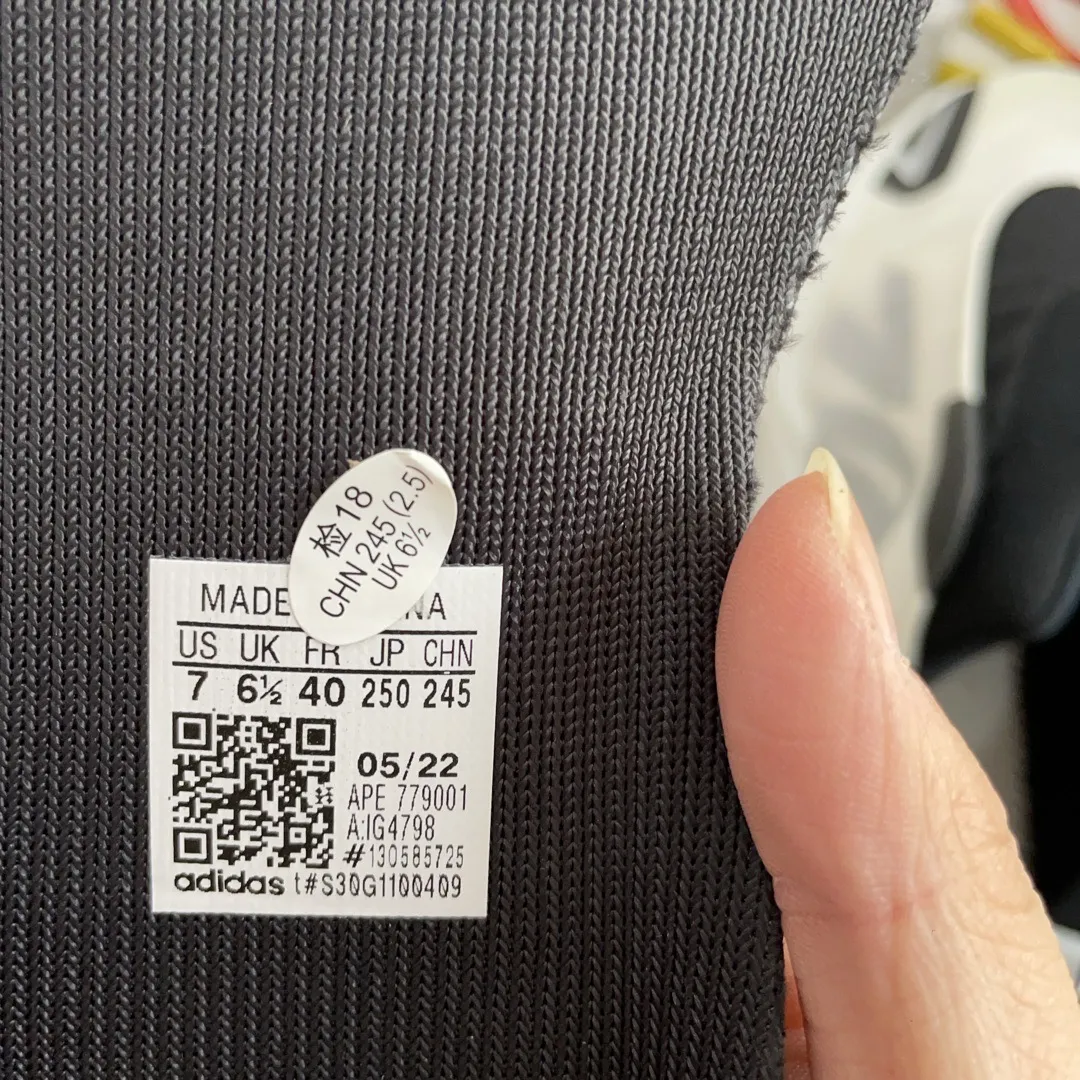 检18
CHN 245 (2.5)
UK 6½
MADE NA
US UK FR JP CHN
7 6½ 40 250 245
05/22
APE 779001
A:IG4798
#130585725
adidas t#S30G1100409